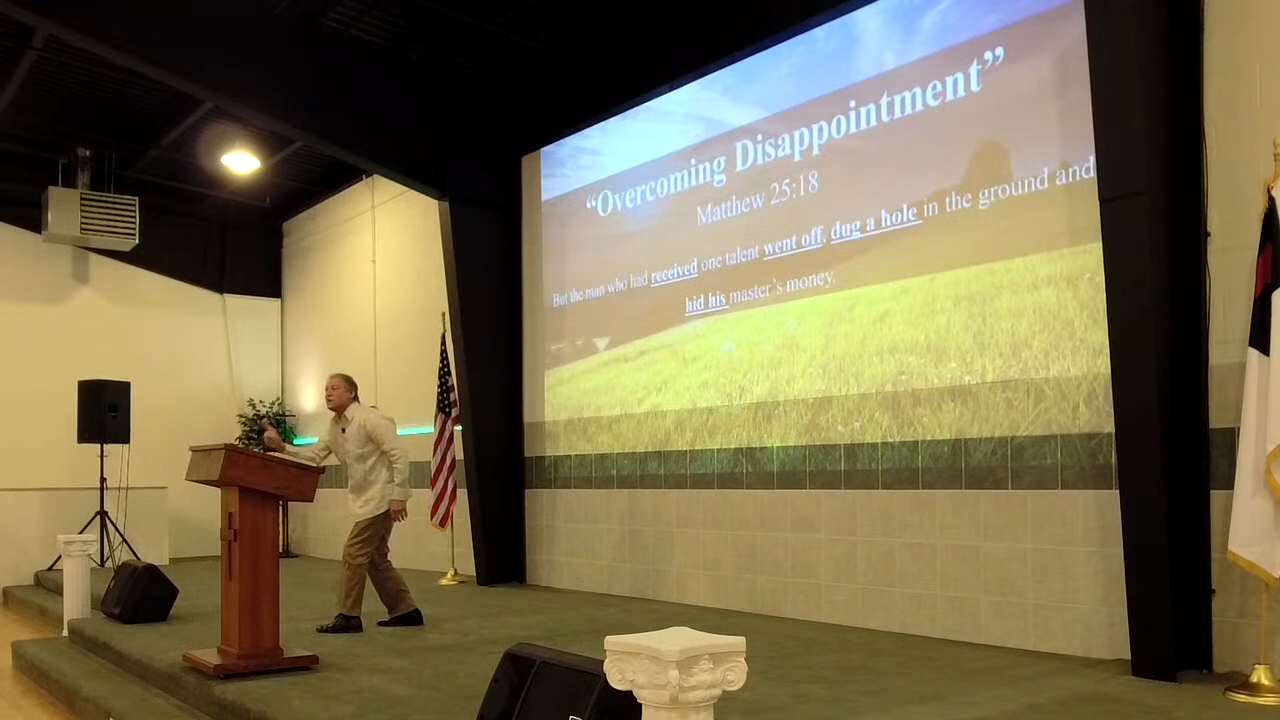 “Overcoming Disappointment”
Matthew 25:18
But the man who had received one talent went off, dug a hole in the ground and
hid his master’s money.